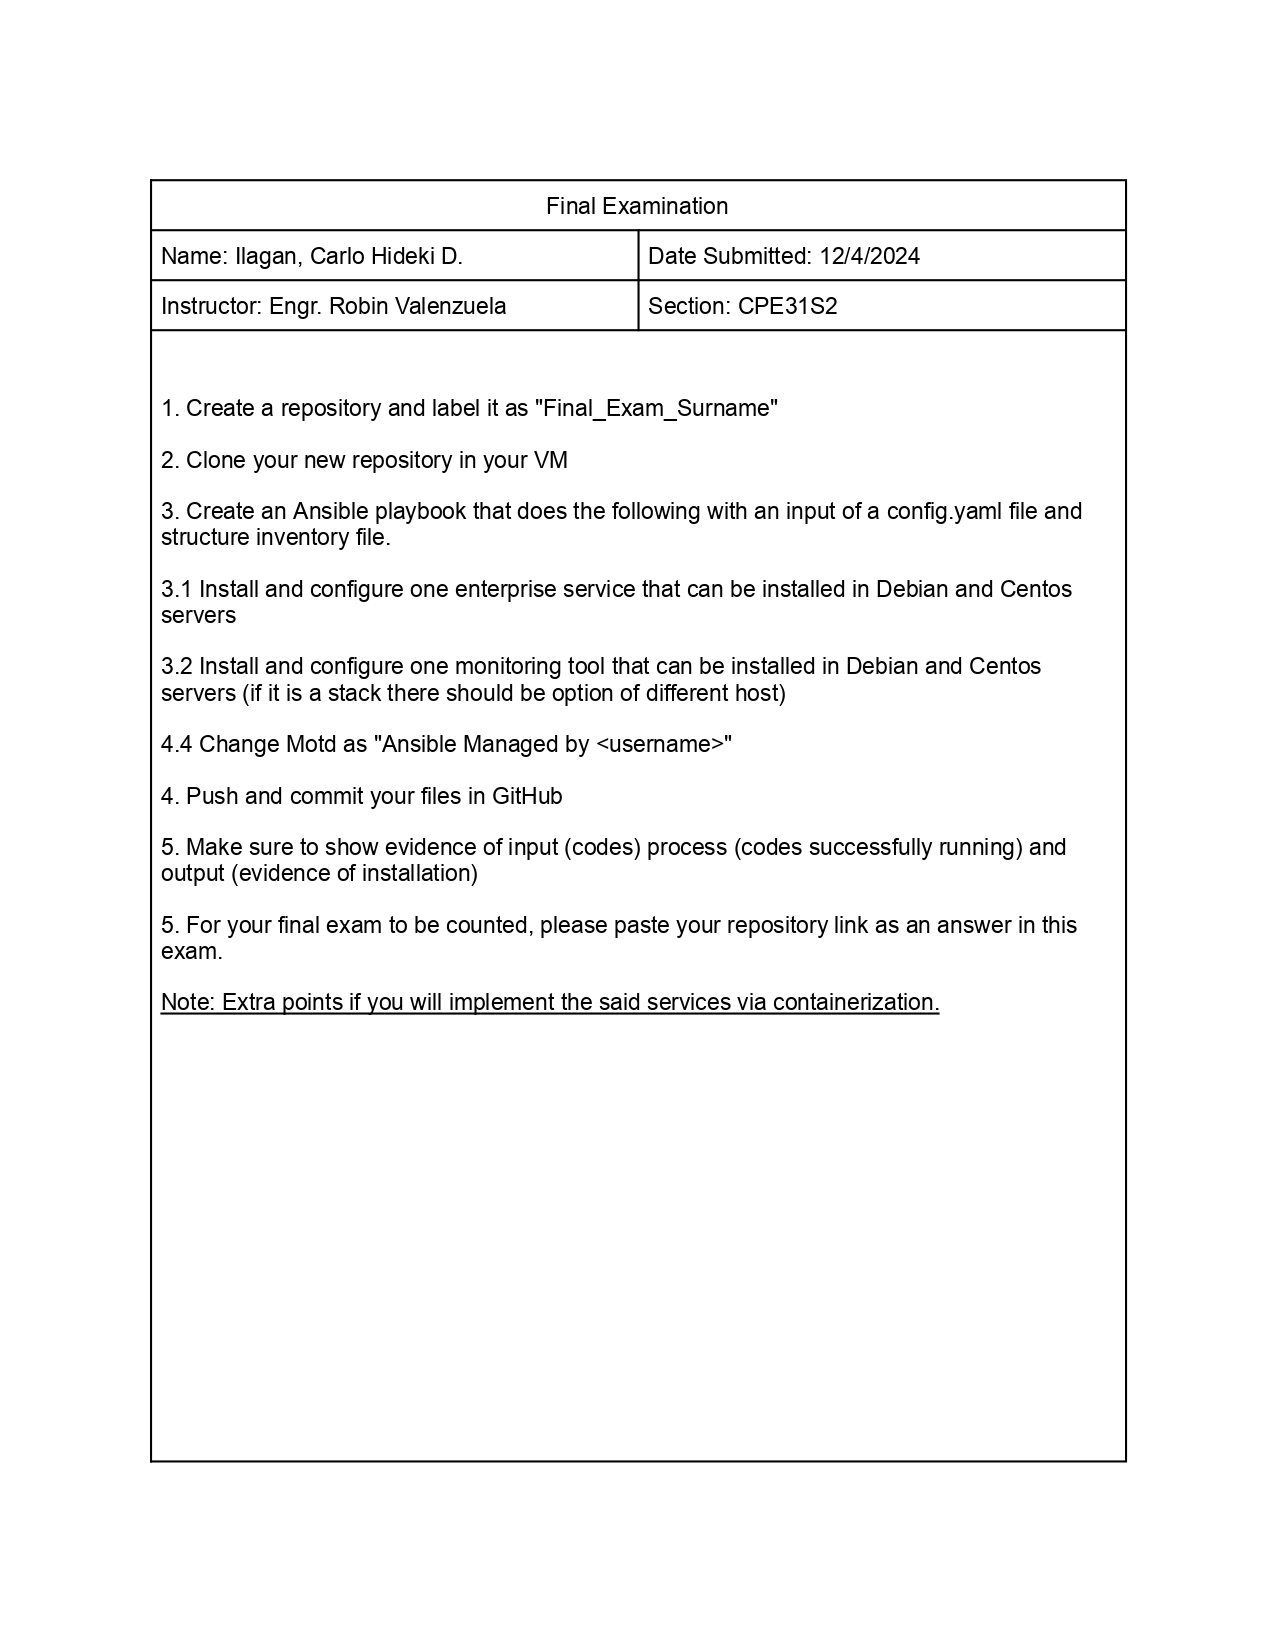 Final Examination
Name: Ilagan, Carlo Hideki D.
Date Submitted: 12/4/2024
Instructor: Engr. Robin Valenzuela
Section: CPE31S2
1. Create a repository and label it as "Final_Exam_Surname"
2. Clone your new repository in your VM
3. Create an Ansible playbook that does the following with an input of a config.yaml file and
structure inventory file.
3.1 Install and configure one enterprise service that can be installed in Debian and Centos
servers
3.2 Install and configure one monitoring tool that can be installed in Debian and Centos
servers (if it is a stack there should be option of different host)
4.4 Change Motd as "Ansible Managed by <username>"
4. Push and commit your files in GitHub
5. Make sure to show evidence of input (codes) process (codes successfully running) and
output (evidence of installation)
5. For your final exam to be counted, please paste your repository link as an answer in this
exam.
Note: Extra points if you will implement the said services via containerization.